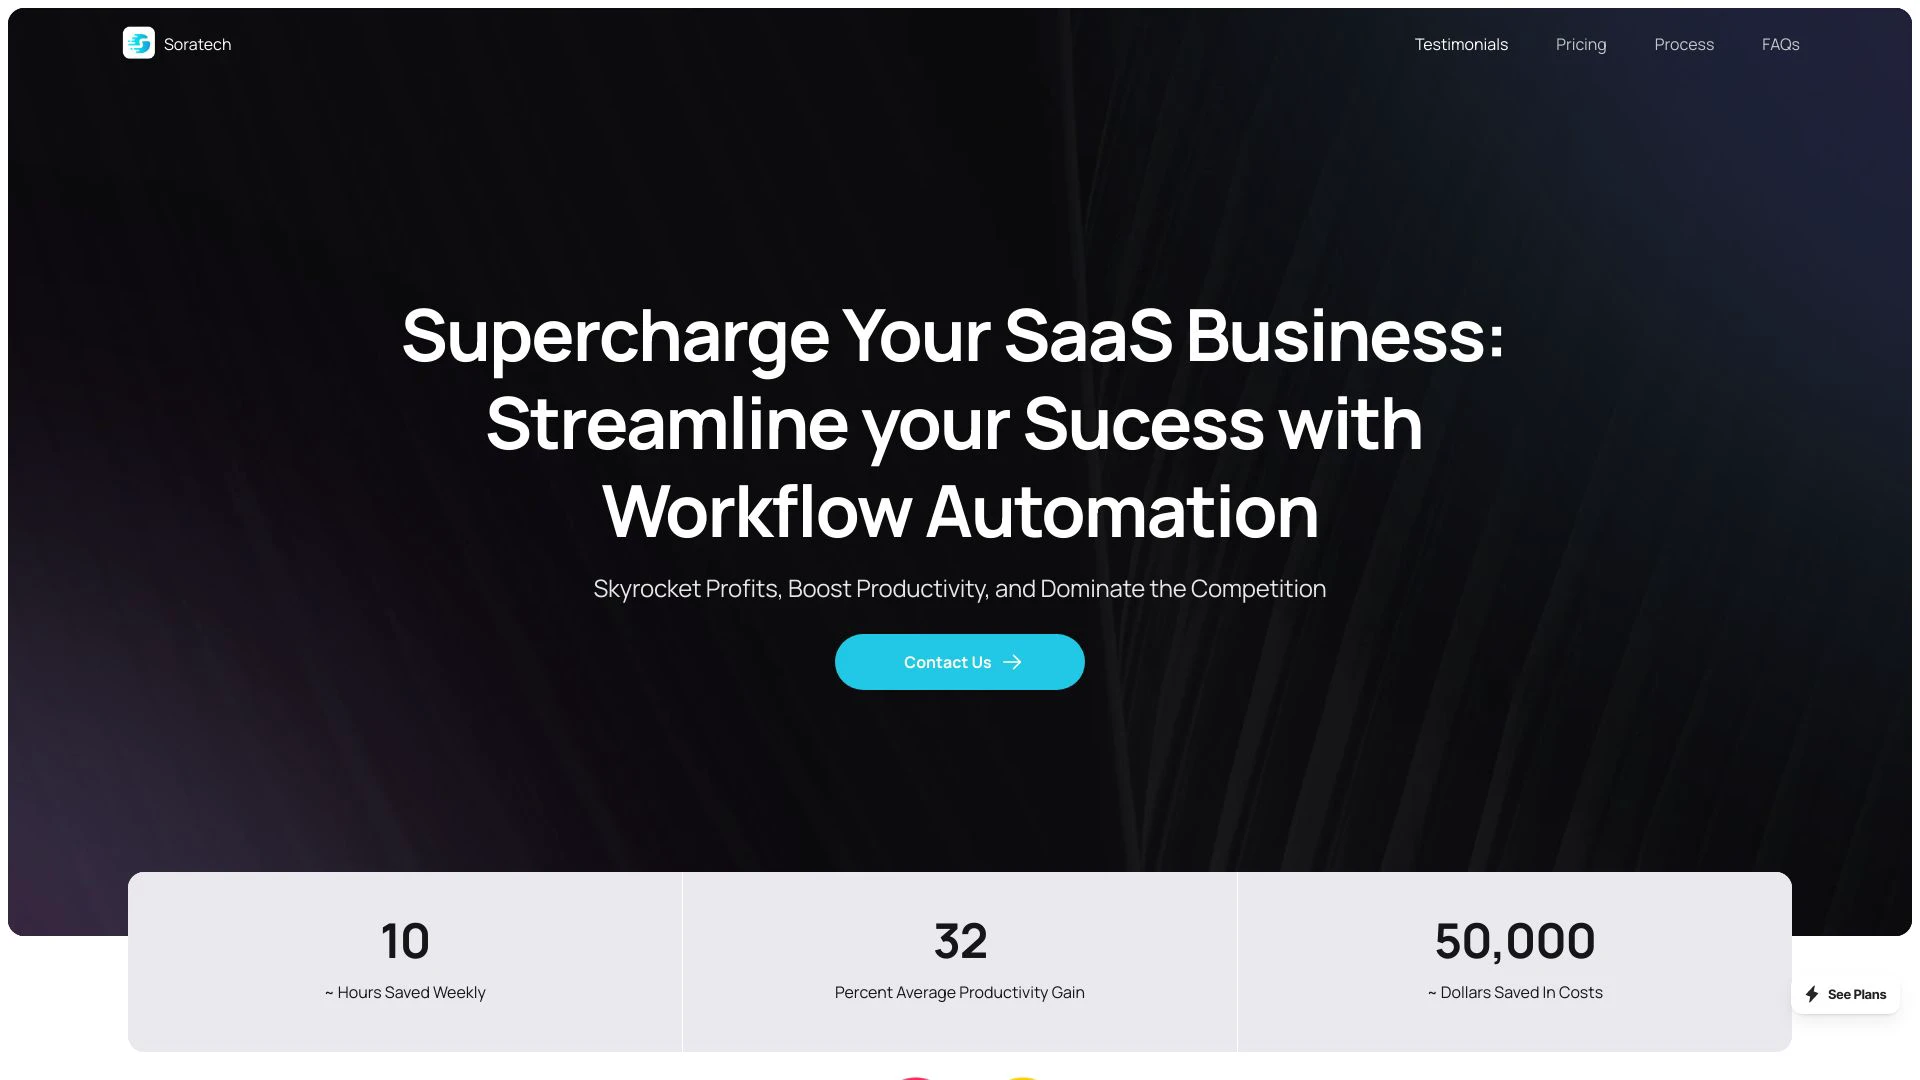 Soratech
Testimonials
Pricing
Process
FAQs
Supercharge Your SaaS Business:
Streamline your Sucess with
Workflow Automation
Skyrocket Profits, Boost Productivity, and Dominate the Competition
Contact Us
10
~ Hours Saved Weekly
32
Percent Average Productivity Gain
50,000
~ Dollars Saved In Costs
See Plans